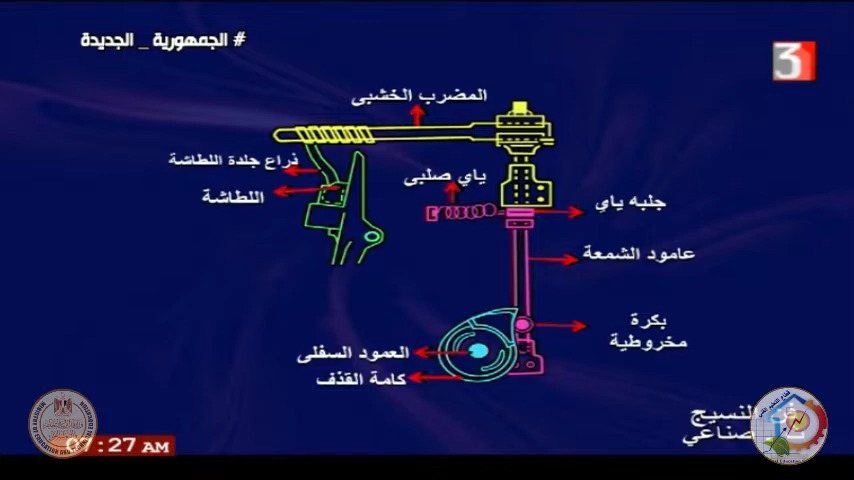 # الجمهورية _ الجديدة
3
المضرب الخشبى
ذراع جلدة اللطاشة
ياي صلبى
اللطاشة
جلبه ياي
عامود الشمعة
بكرة
مخروطية
العمود السفلى
كامة القذف
النسيج
صناعي
07:27 AM